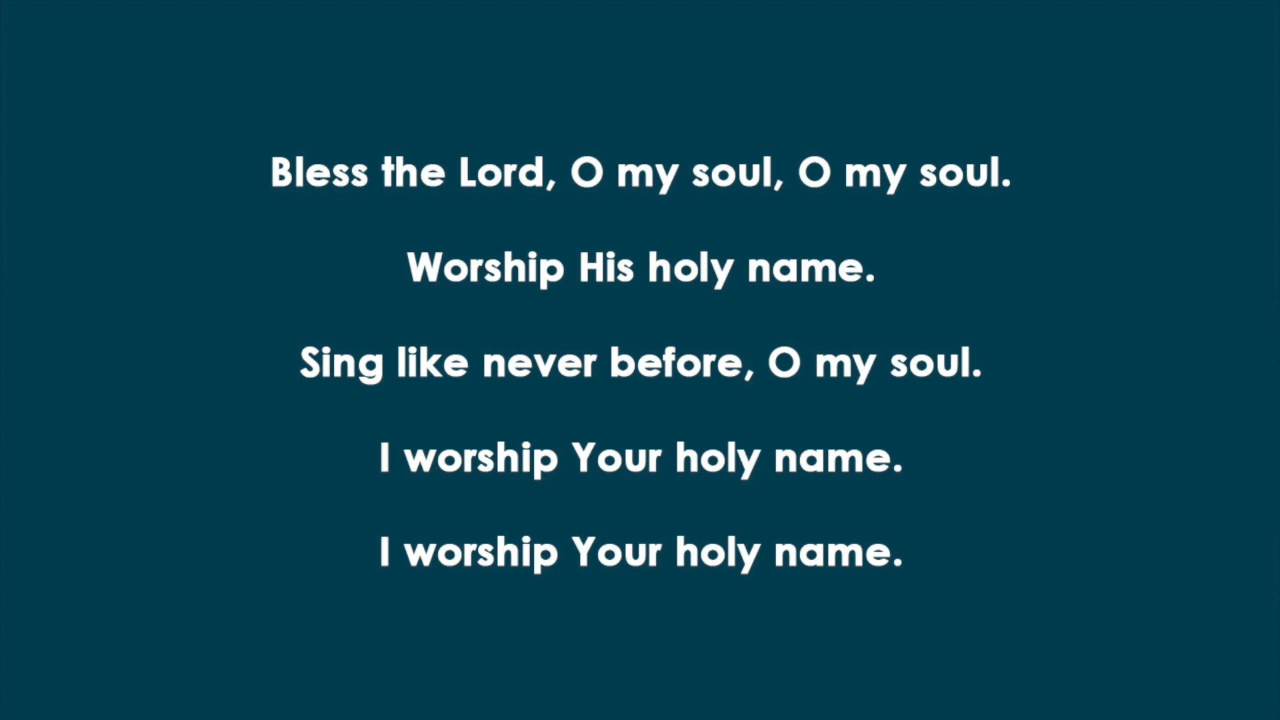 Bless the Lord, O my soul, O my soul.
Worship His holy name.
Sing like never before, O my soul.
I worship Your holy name.
I worship Your holy name.